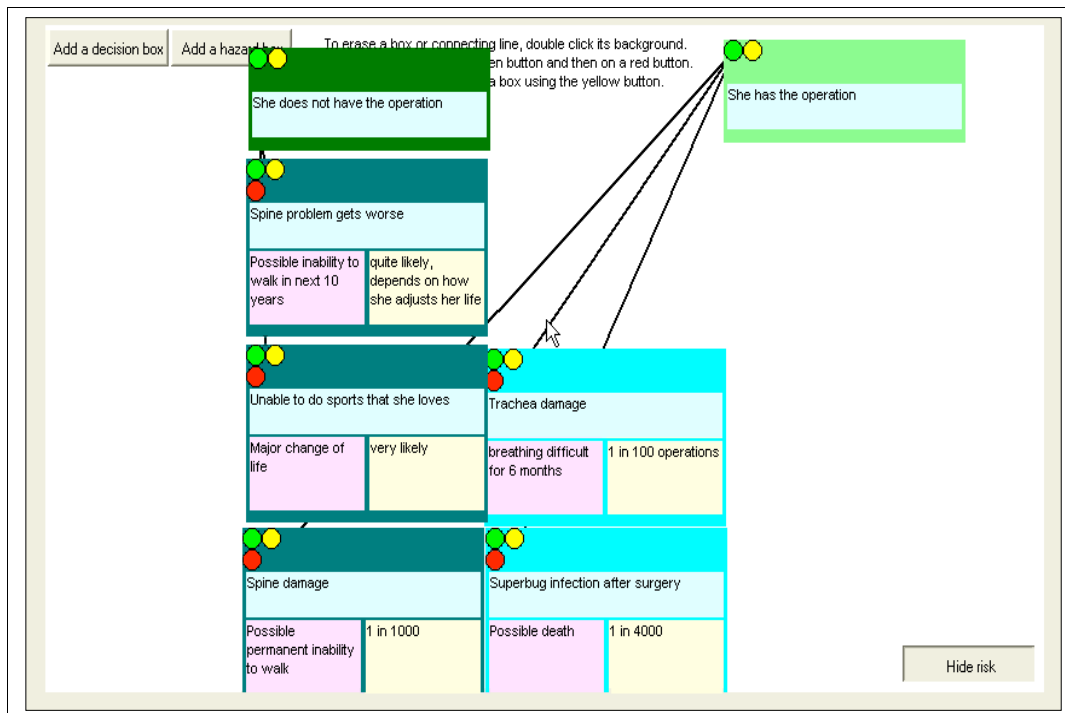 Add a decision box
Add a hazard box
To erase a box or connecting line, double click its background.
en button and then on a red button.
a box using the yellow button.
She does not have the operation
She has the operation
Spine problem gets worse
Possible inability to
walk in next 10
years
quite likely,
depends on how
she adjusts her life
Unable to do sports that she loves
Major change of
life
very likely
Trachea damage
breathing difficult
for 6 months
1 in 100 operations
Spine damage
Possible
permanent inability
to walk
1 in 1000
Superbug infection after surgery
Possible death
1 in 4000
Hide risk